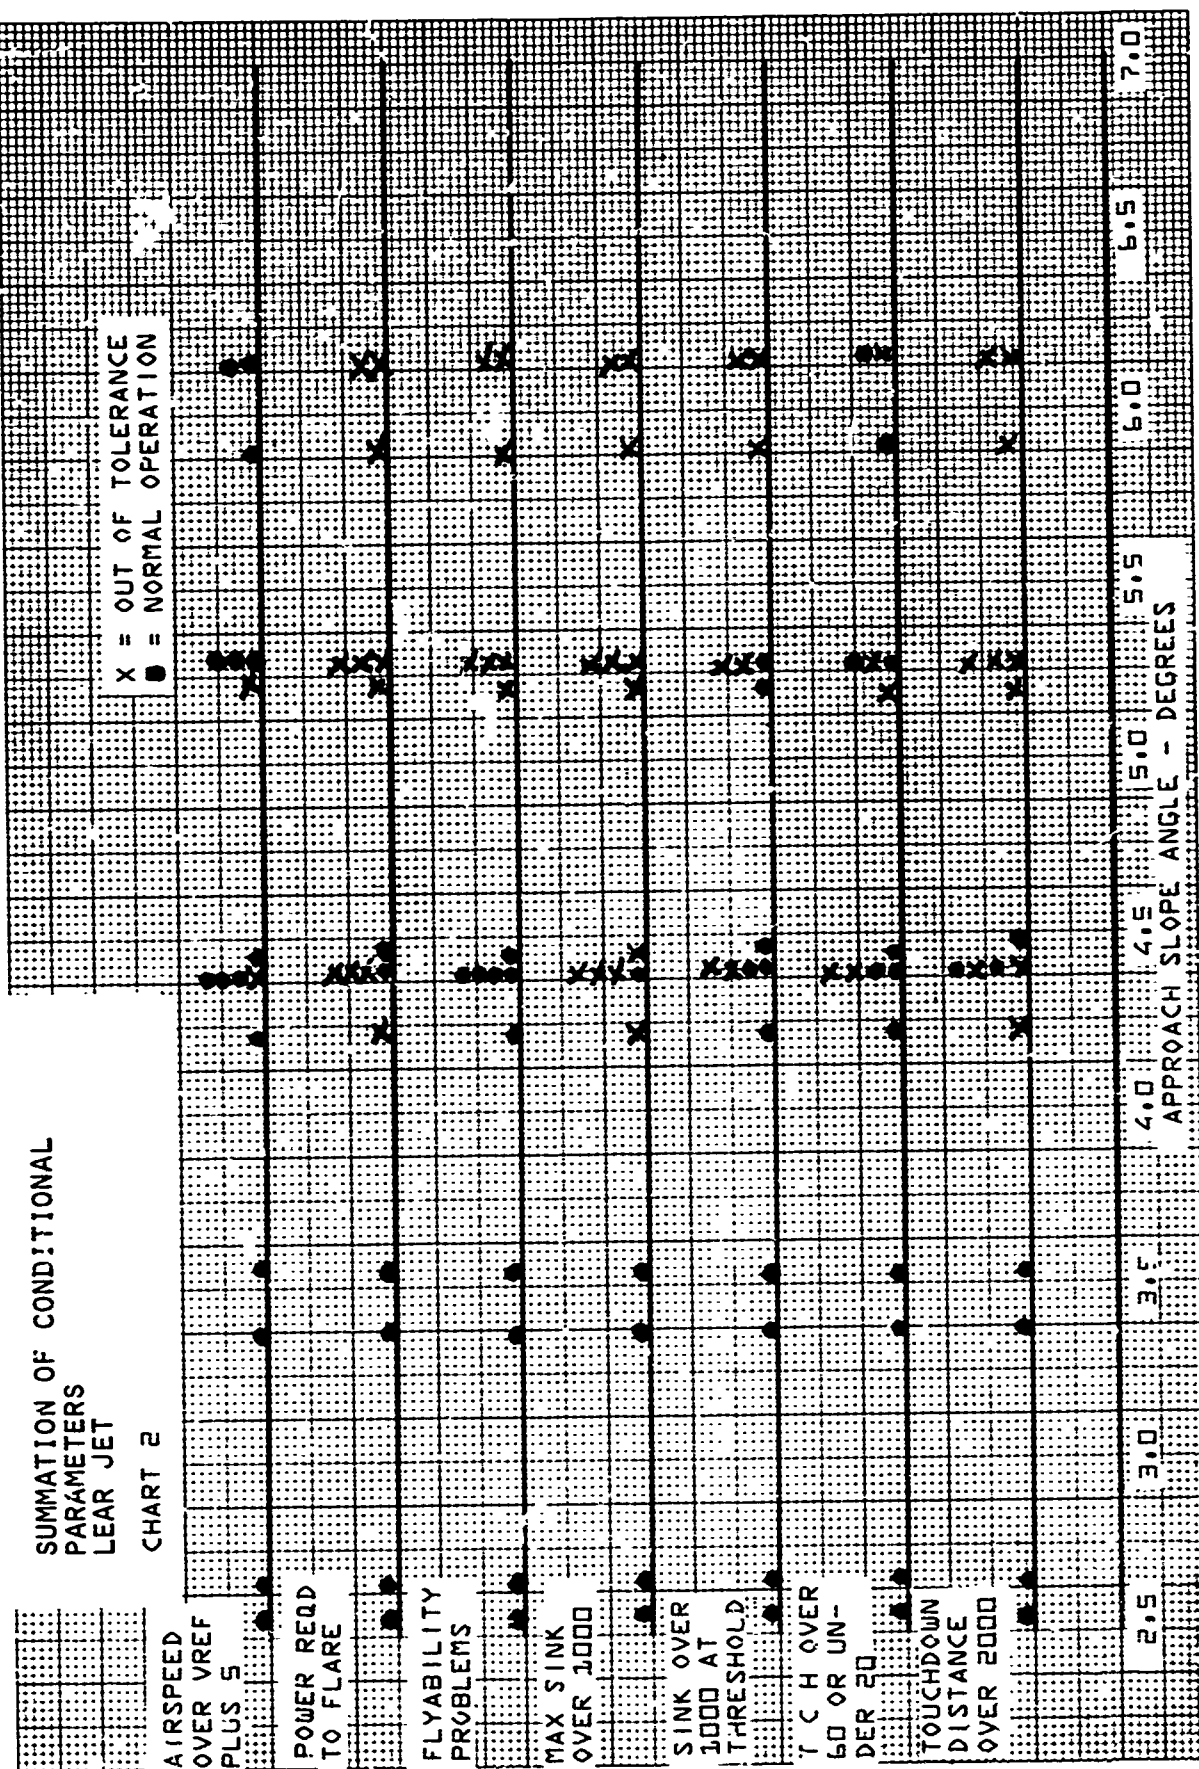 SUMMATION OF CONDITIONAL
PARAMETERS
LEAR JET
CHART 2
X = OUT OF TOLERANCE
● = NORMAL OPERATION
AIRSPEED
OVER VREF
PLUS 5
POWER REQD
TO FLARE
FLYABILITY
PROBLEMS
MAX SINK
OVER 1000
SINK OVER
1000 AT
THRESHOLD
T C H OVER
60 OR UN-
DER 20
TOUCHDOWN
DISTANCE
OVER 2000
2.5 3.0 3.5 4.0 4.5 5.0 5.5 6.0 6.5 7.0
APPROACH SLOPE ANGLE - DEGREES